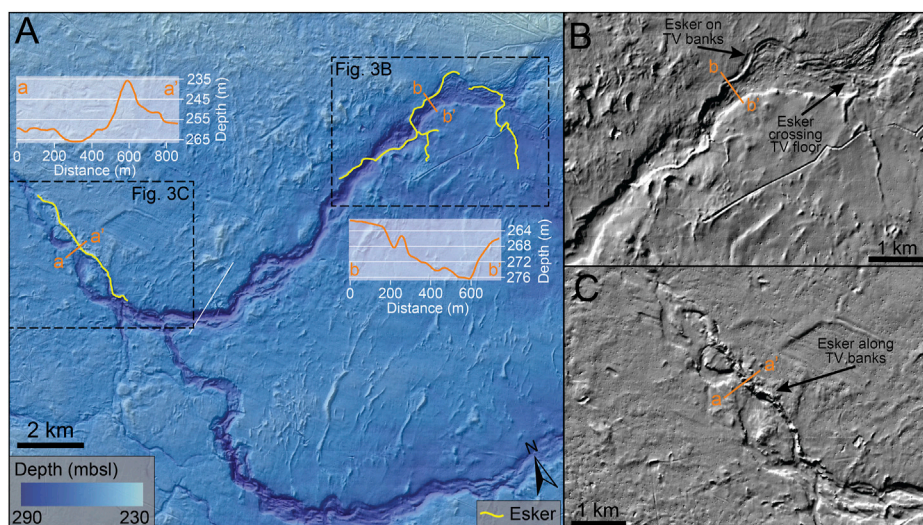 A
Fig. 3B
a
a'
235
245
255
265
Depth (m)
0 200 400 600 800
Distance (m)
b
b'
Fig. 3C
a'
a
264
268
272
276
Depth (m)
b
b
0 200 400 600
Distance (m)
2 km
N
Depth (mbsl)
290 230
Esker
B
Esker on
TV banks
b
b'
Esker
crossing
TV floor
1 km
C
Esker along
TV banks
a'
a
1 km